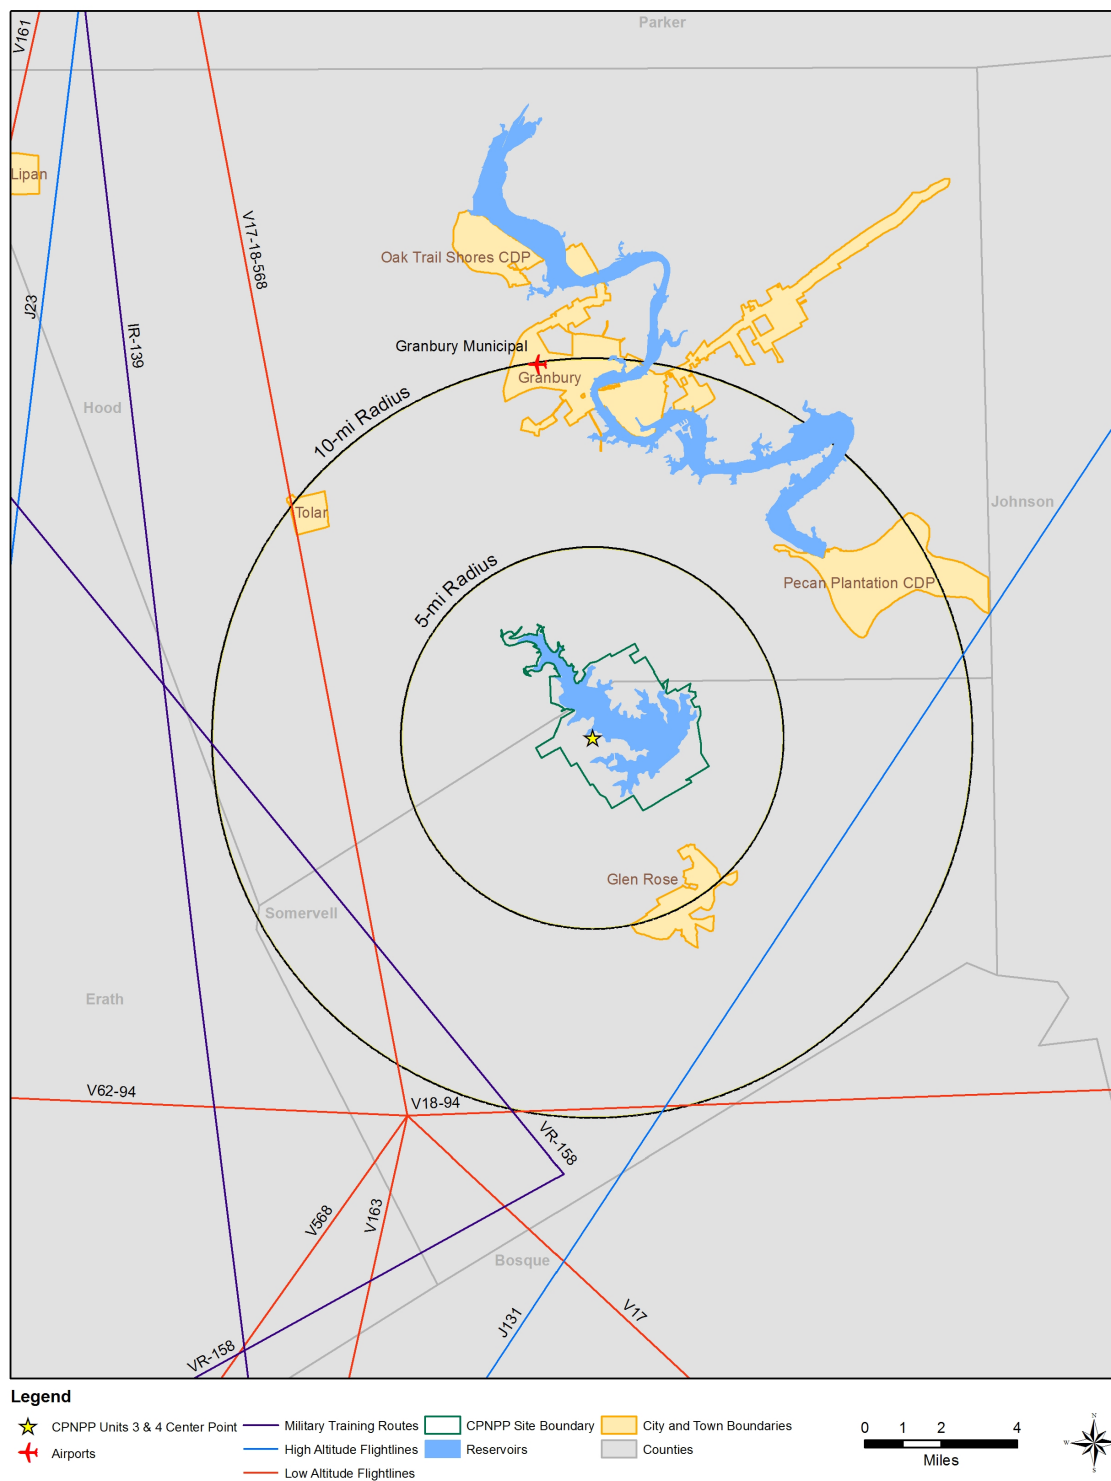 Parker
V161
Lipan
V17-18-568
Oak Trail Shores CDP
J23
IR-139
Granbury Municipal
Granbury
Hood
10-mi Radius
Johnson
Tolar
5-mi Radius
Pecan Plantation CDP
Glen Rose
Somervell
Erath
V62-94
V18-94
VR-158
V568
V163
Bosque
J131
V17
VR-158
Legend
CPNPP Units 3 & 4 Center Point
Airports
Military Training Routes
High Altitude Flightlines
Low Altitude Flightlines
CPNPP Site Boundary
Reservoirs
City and Town Boundaries
Counties
0 1 2 4
Miles
N
W E
S